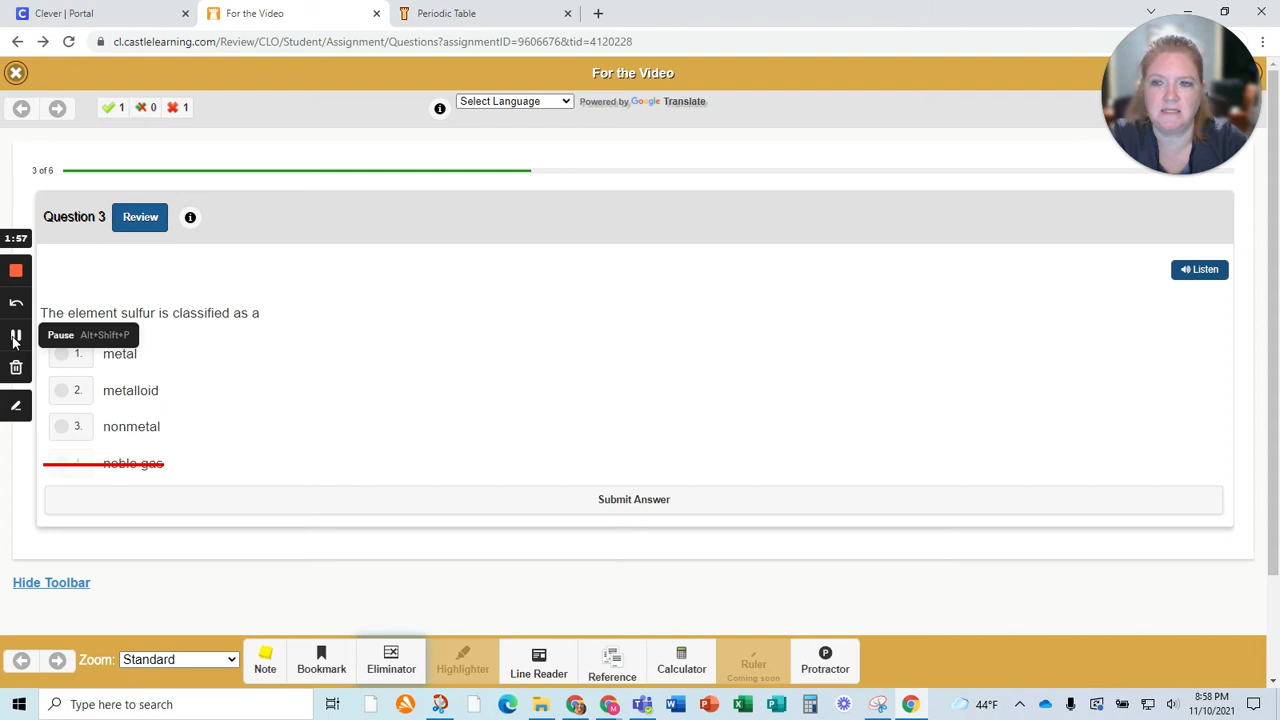 Clever | Portal
For the Video
Periodic Table
cl.castlelearning.com/Review/CLO/Student/Assignment/Questions?assignmentID=9606676&tid=4120228
For the Video
1 0 1
Select Language
Powered by Google Translate
3 of 6
Question 3 Review
1:57
Listen
The element sulfur is classified as a
Pause Alt+Shift+P
1. metal
2. metalloid
3. nonmetal
noble gas
Submit Answer
Hide Toolbar
Zoom: Standard
Note
Bookmark
Eliminator
Highlighter
Line Reader
Reference
Calculator
Ruler
Coming soon
P
Protractor
Type here to search
44°F
8:58 PM
11/10/2021